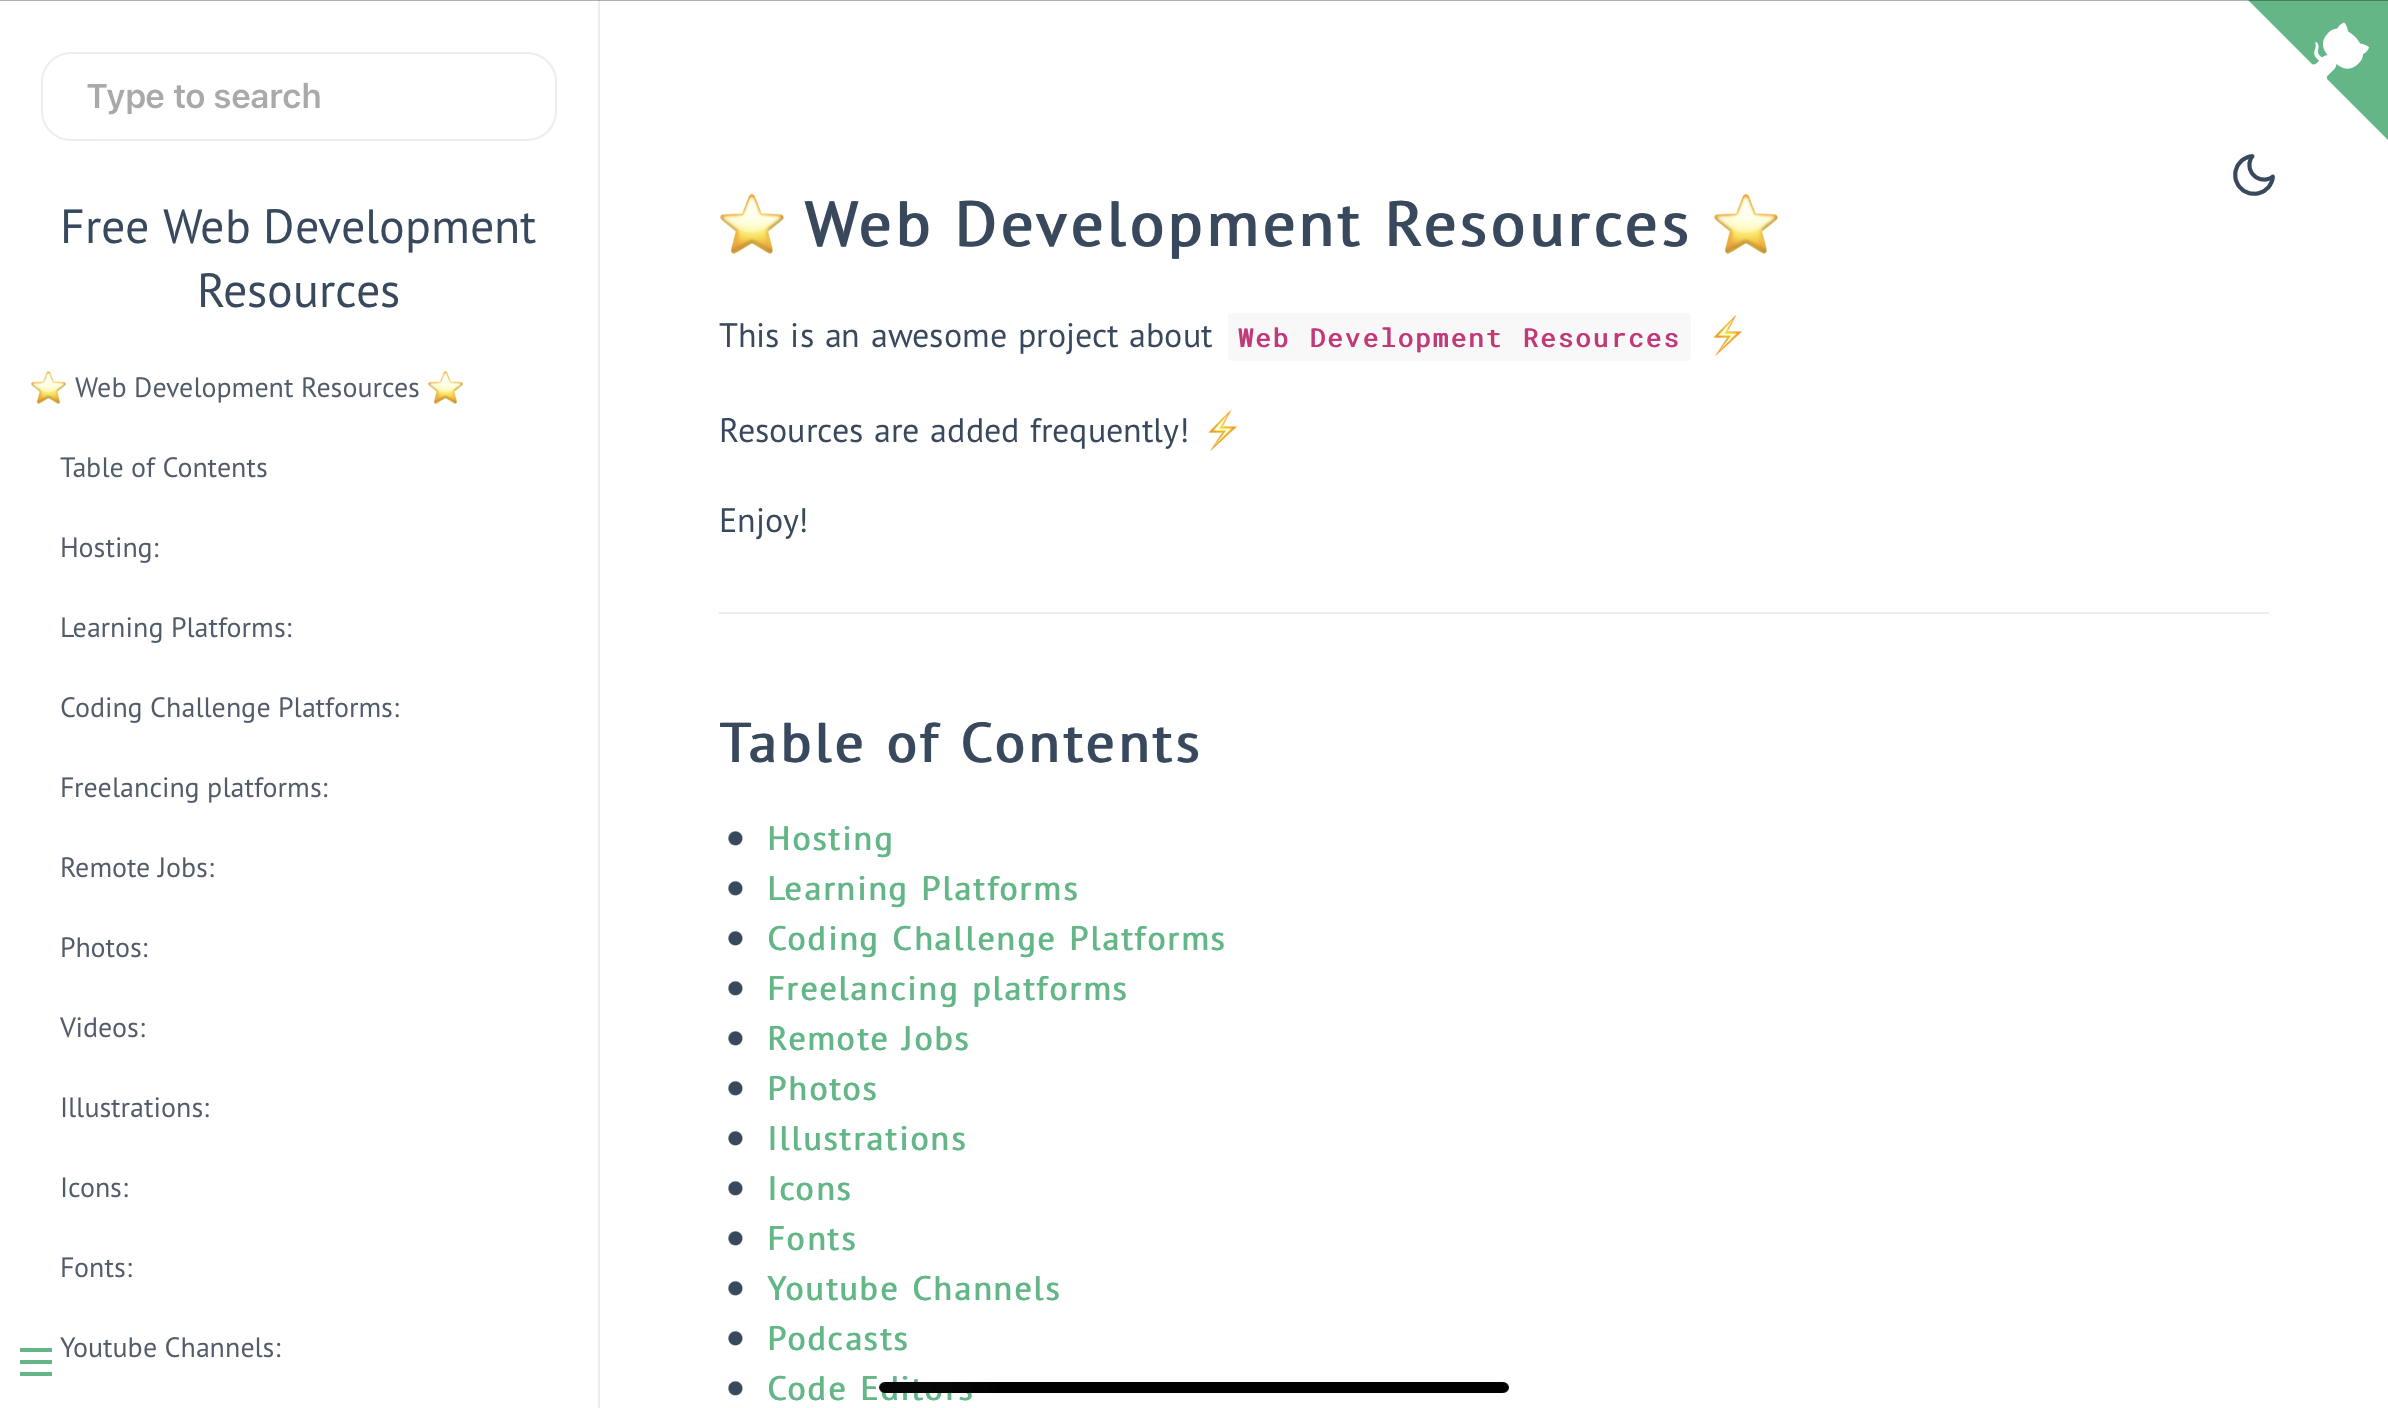 Type to search
Free Web Development
Resources
⭐ Web Development Resources ⭐
Table of Contents
Hosting:
Learning Platforms:
Coding Challenge Platforms:
Freelancing platforms:
Remote Jobs:
Photos:
Videos:
Illustrations:
Icons:
Fonts:
Youtube Channels:
⭐ Web Development Resources ⭐
This is an awesome project about Web Development Resources ⚡
Resources are added frequently! ⚡
Enjoy!
Table of Contents
• Hosting
• Learning Platforms
• Coding Challenge Platforms
• Freelancing platforms
• Remote Jobs
• Photos
• Illustrations
• Icons
• Fonts
• Youtube Channels
• Podcasts
• Code Editors